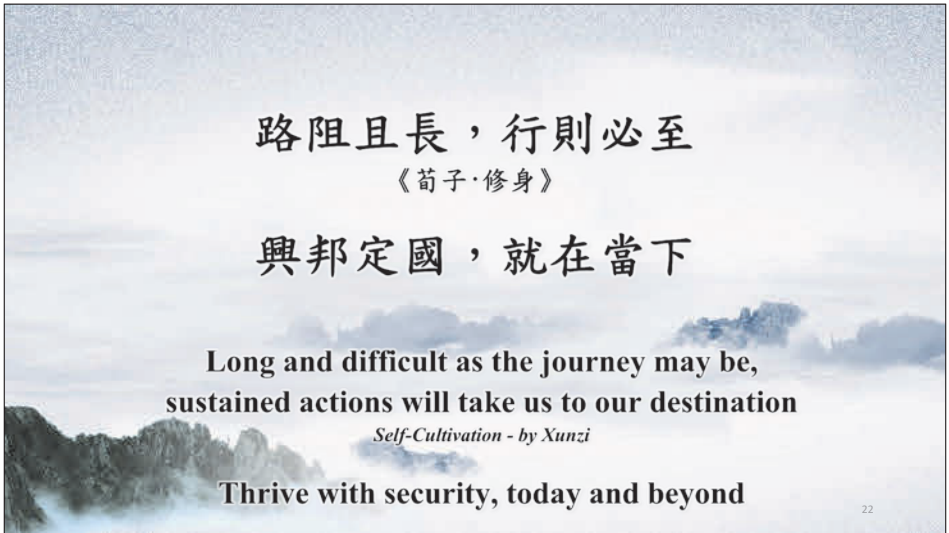 路阻且長，行則必至
《荀子·修身》
興邦定國，就在當下
Long and difficult as the journey may be,
sustained actions will take us to our destination
Self-Cultivation - by Xunzi
Thrive with security, today and beyond
22